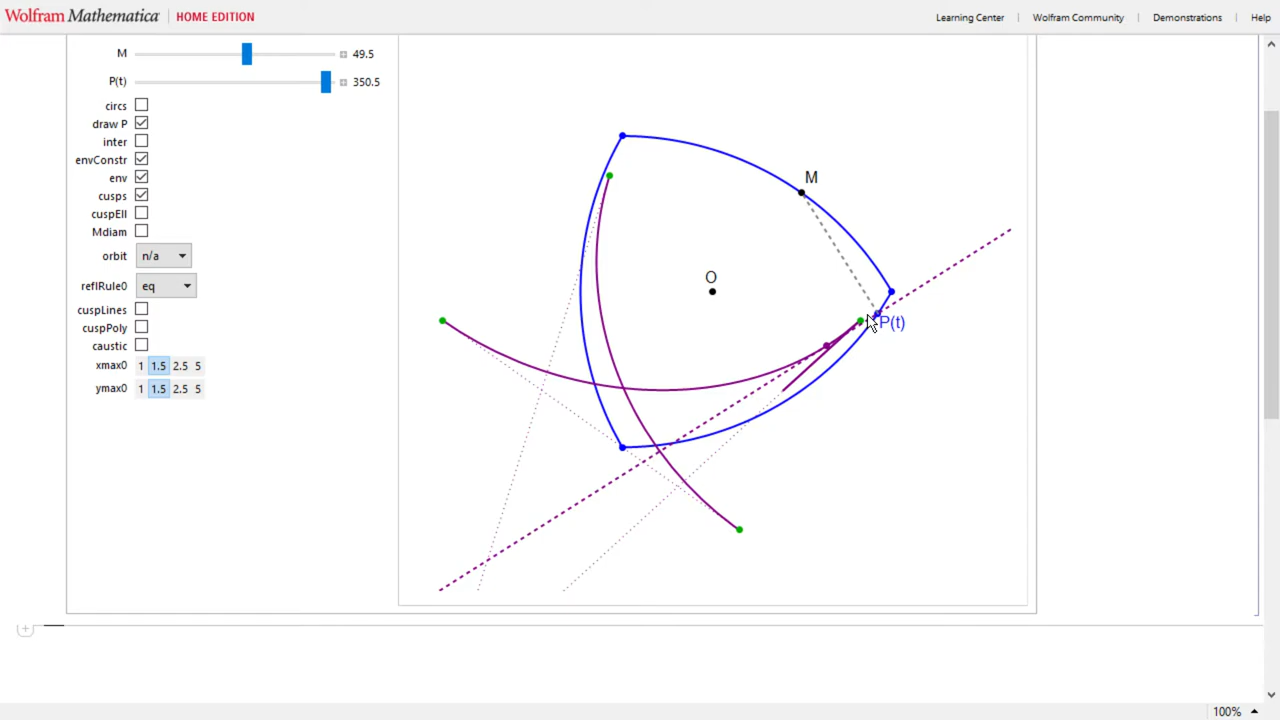 Wolfram Mathematica | HOME EDITION Learning Center | Wolfram Community | Demonstrations | Help
M 49.5
P(t) 350.5
circs
draw P
inter
envConstr
env
cusps
cuspEll
Mdiam
orbit n/a
reflRule0 eq
cuspLines
cuspPoly
caustic
xmax0 1 1.5 2.5 5
ymax0 1 1.5 2.5 5
M
O
P(t)
100%